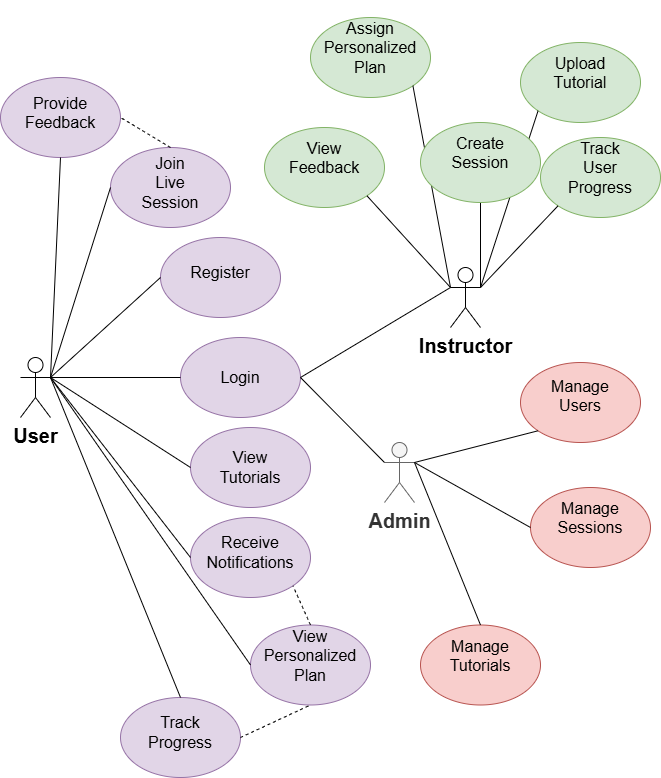 Assign
Personalized
Plan
Upload
Tutorial
Provide
Feedback
View
Feedback
Create
Session
Track
User
Progress
Join
Live
Session
Register
Instructor
Login
User
Manage
Users
View
Tutorials
Admin
Manage
Sessions
Receive
Notifications
View
Personalized
Plan
Manage
Tutorials
Track
Progress